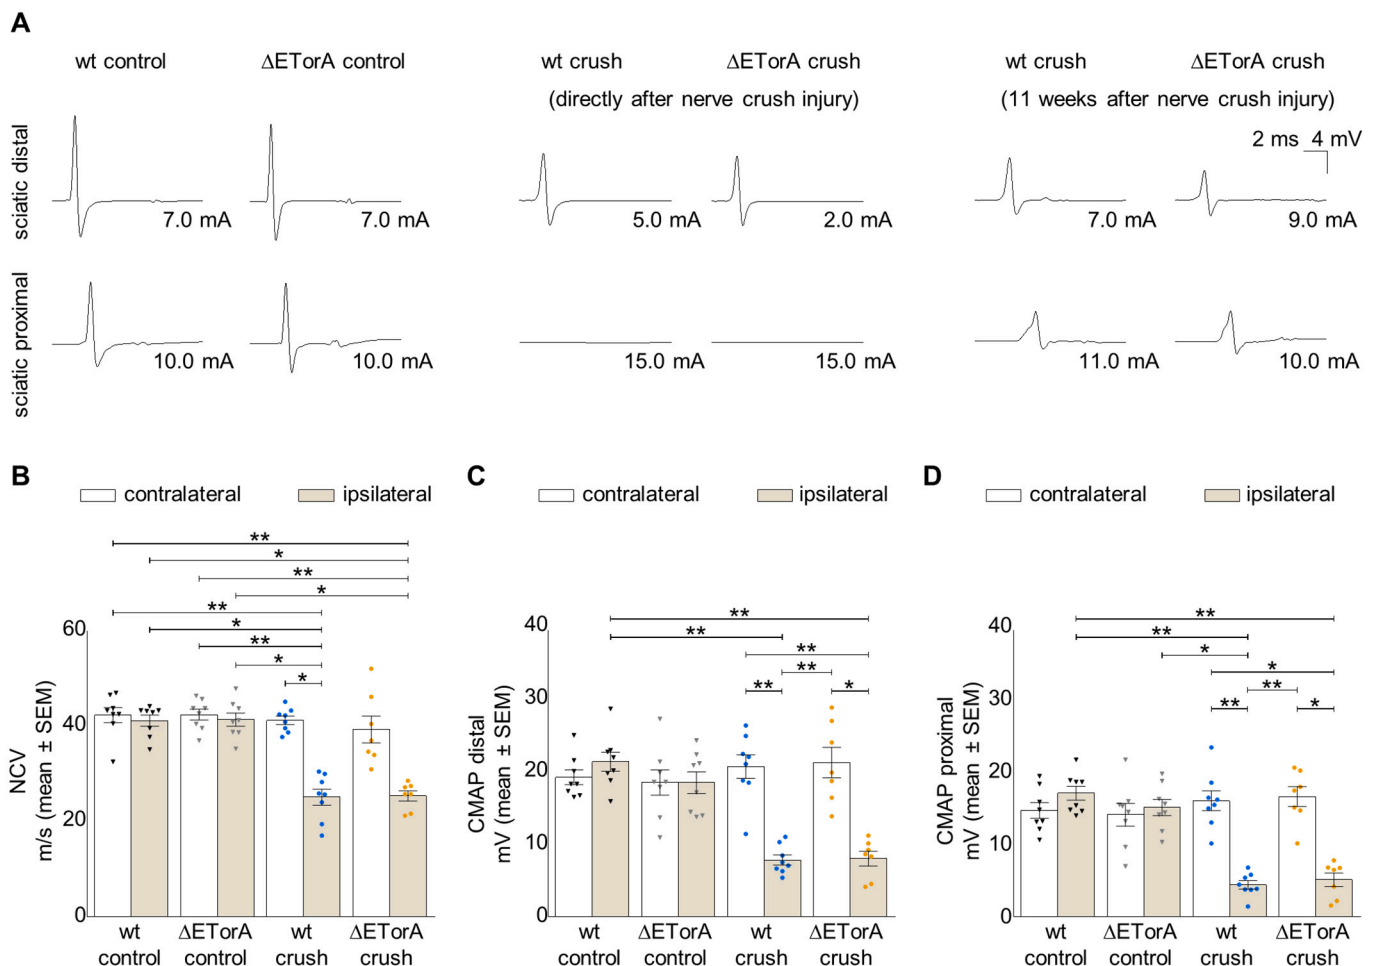 A
wt control
ΔETorA control
wt crush
ΔETorA crush
(directly after nerve crush injury)
wt crush
ΔETorA crush
(11 weeks after nerve crush injury)
2 ms 4 mV
sciatic distal
7.0 mA
7.0 mA
5.0 mA
2.0 mA
7.0 mA
9.0 mA
sciatic proximal
10.0 mA
10.0 mA
15.0 mA
15.0 mA
11.0 mA
10.0 mA
B
contralateral
ipsilateral
**
*
**
*
**
*
**
*
*
NCV
m/s (mean ± SEM)
60
40
20
0
wt
control
ΔETorA
control
wt
crush
ΔETorA
crush
C
contralateral
ipsilateral
**
**
**
**
**
*
CMAP distal
mV (mean ± SEM)
40
30
20
10
0
wt
control
ΔETorA
control
wt
crush
ΔETorA
crush
D
contralateral
ipsilateral
**
**
*
*
**
**
*
CMAP proximal
mV (mean ± SEM)
40
30
20
10
0
wt
control
ΔETorA
control
wt
crush
ΔETorA
crush